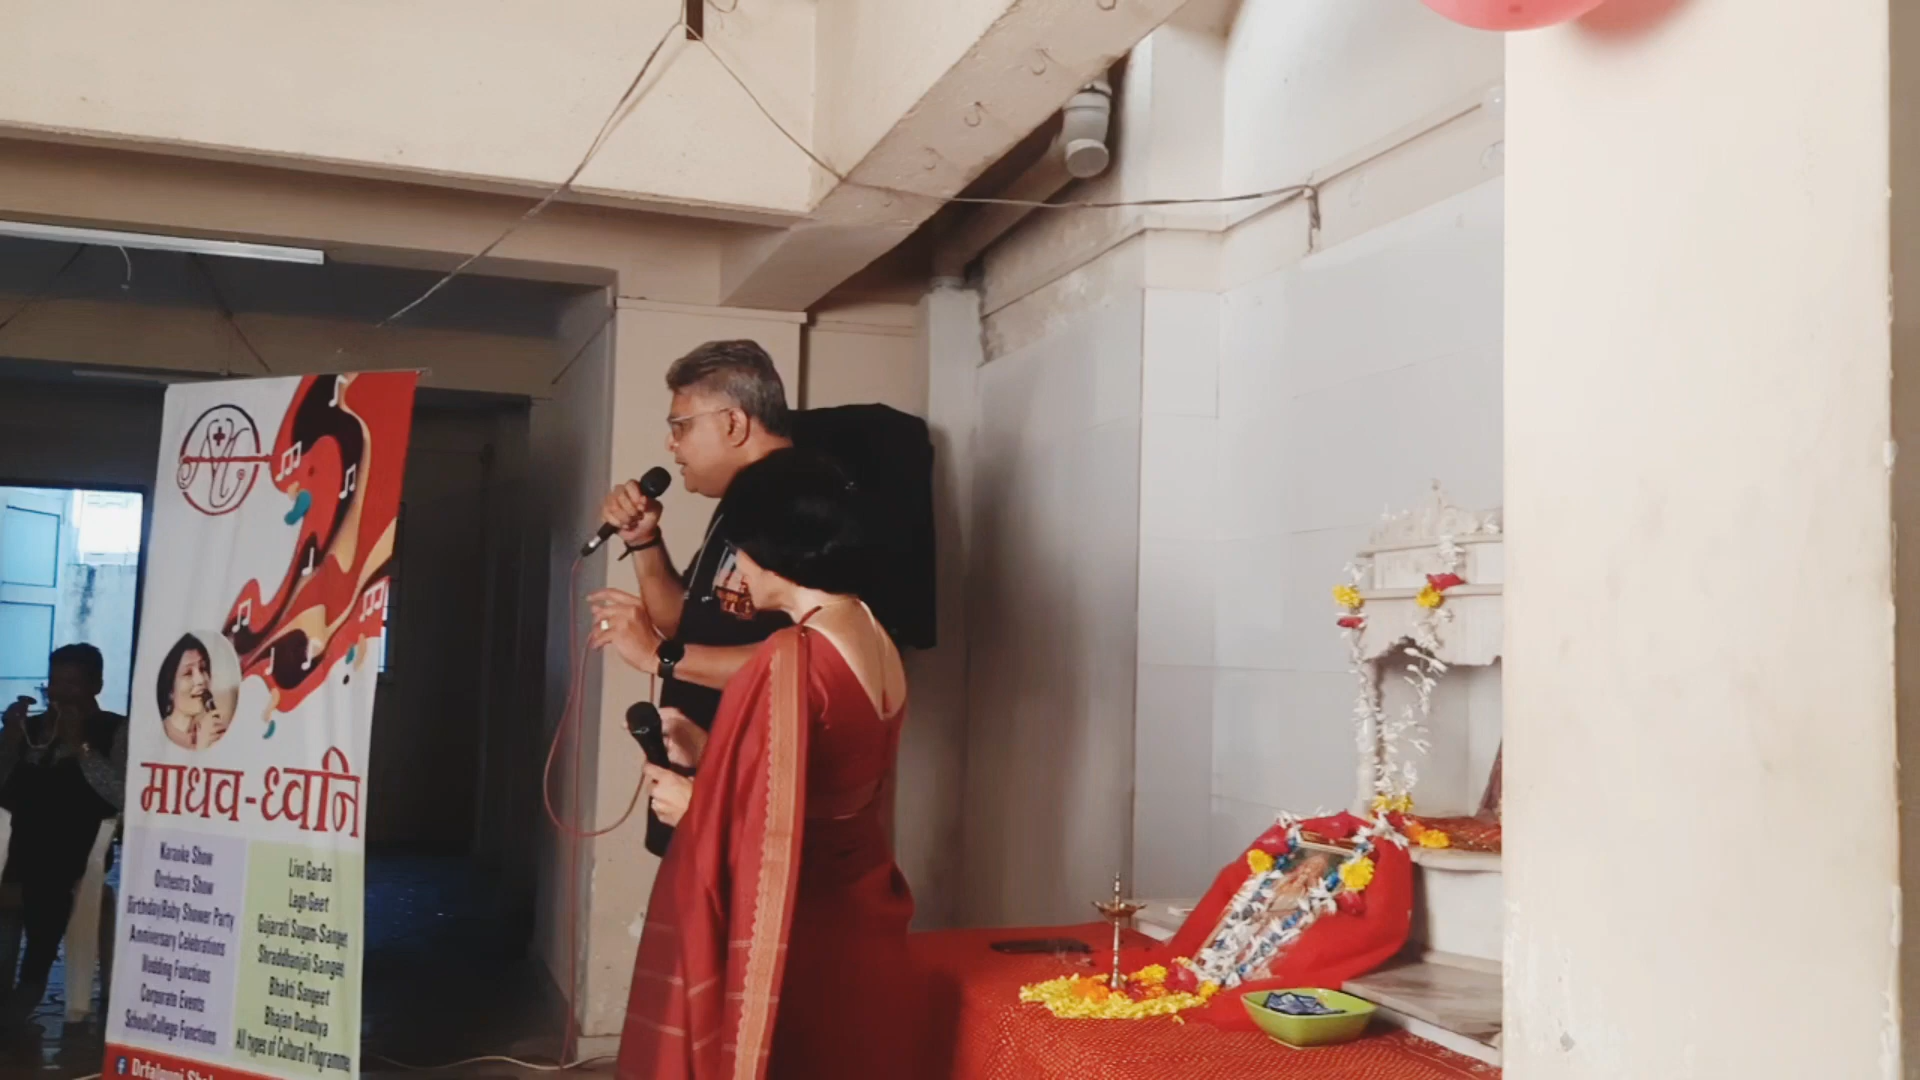 माधव-ध्वनि
Karaoke Show
Orchestra Show
Birthday/Baby Shower Party
Anniversary Celebrations
Wedding Functions
Corporate Events
School/College Functions
Live Garba
Lagn-Geet
Gujarati Sugam-Sangeet
Shraddhanjali Sangeet
Bhakti Sangeet
Bhajan Dandhya
All types of Cultural Programme